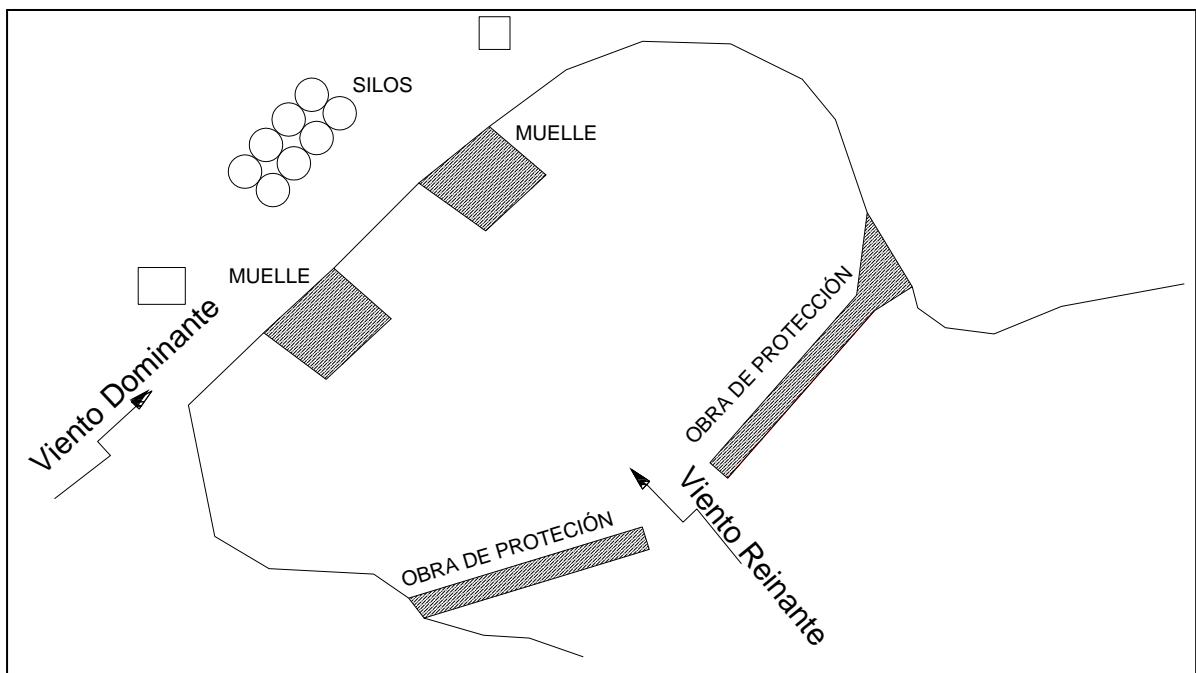 SILOS
MUELLE
MUELLE
Viento Dominante
OBRA DE PROTECCIÓN
Viento Reinante
OBRA DE PROTECIÓN